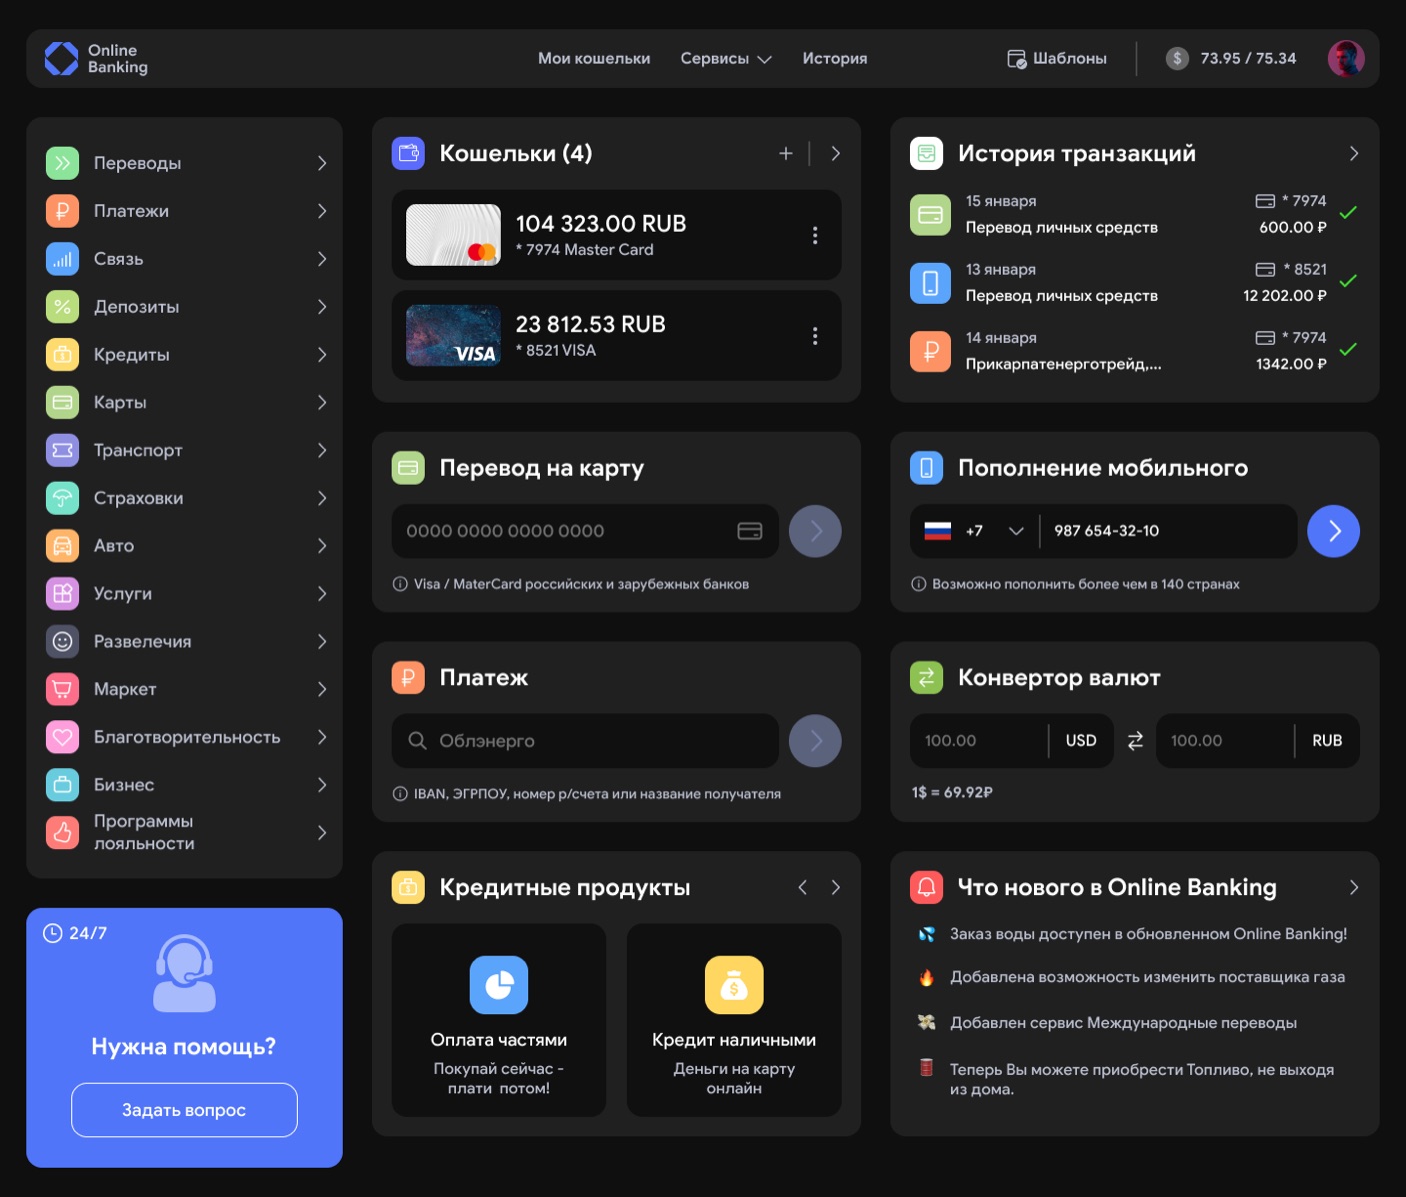 Online
Banking
Мои кошельки
Сервисы
История
Шаблоны
$ 73.95 / 75.34
Переводы
Платежи
Связь
Депозиты
Кредиты
Карты
Транспорт
Страховки
Авто
Услуги
Развелечия
Маркет
Благотворительность
Бизнес
Программы
лояльности
24/7
Нужна помощь?
Задать вопрос
Кошельки (4)
104 323.00 RUB
* 7974 Master Card
VISA
23 812.53 RUB
* 8521 VISA
История транзакций
15 января
* 7974
Перевод личных средств
600.00 ₽
13 января
* 8521
Перевод личных средств
12 202.00 ₽
14 января
* 7974
Прикарпатенерготрейд,...
1342.00 ₽
Перевод на карту
0000 0000 0000 0000
Visa / MaterCard российских и зарубежных банков
Пополнение мобильного
+7
987 654-32-10
Возможно пополнить более чем в 140 странах
Платеж
Облэнерго
IBAN, ЭГРПОУ, номер р/счета или название получателя
Конвертор валют
100.00
USD
100.00
RUB
1$ = 69.92₽
Кредитные продукты
Оплата частями
Покупай сейчас -
плати потом!
Кредит наличными
Деньги на карту
онлайн
Что нового в Online Banking
Заказ воды доступен в обновленном Online Banking!
Добавлена возможность изменить поставщика газа
Добавлен сервис Международные переводы
Теперь Вы можете приобрести Топливо, не выходя
из дома.